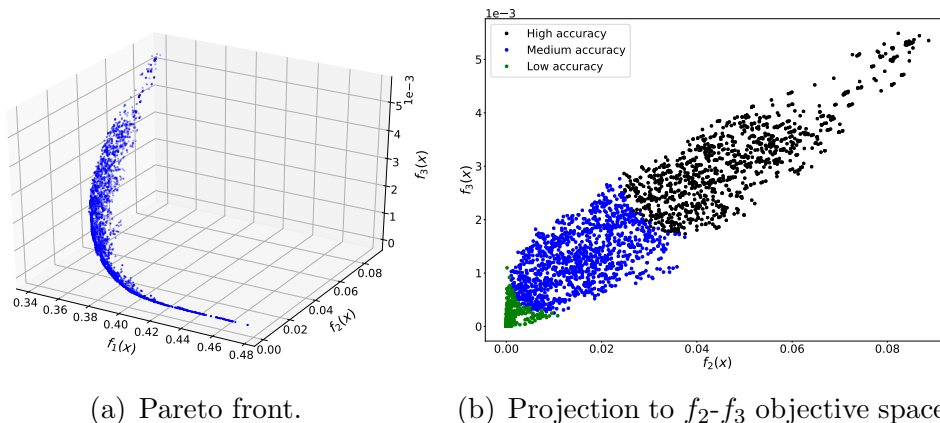 1e−3
5
4
3
2
1
0
f3(x)
0.08
0.06
0.04
0.02
0.00
f2(x)
0.34
0.36
0.38
0.40
0.42
0.44
0.46
0.48
f1(x)
(a) Pareto front.
1e−3
High accuracy
Medium accuracy
Low accuracy
5
4
3
2
1
0
f3(x)
0.00 0.02 0.04 0.06 0.08
f2(x)
(b) Projection to f2-f3 objective space